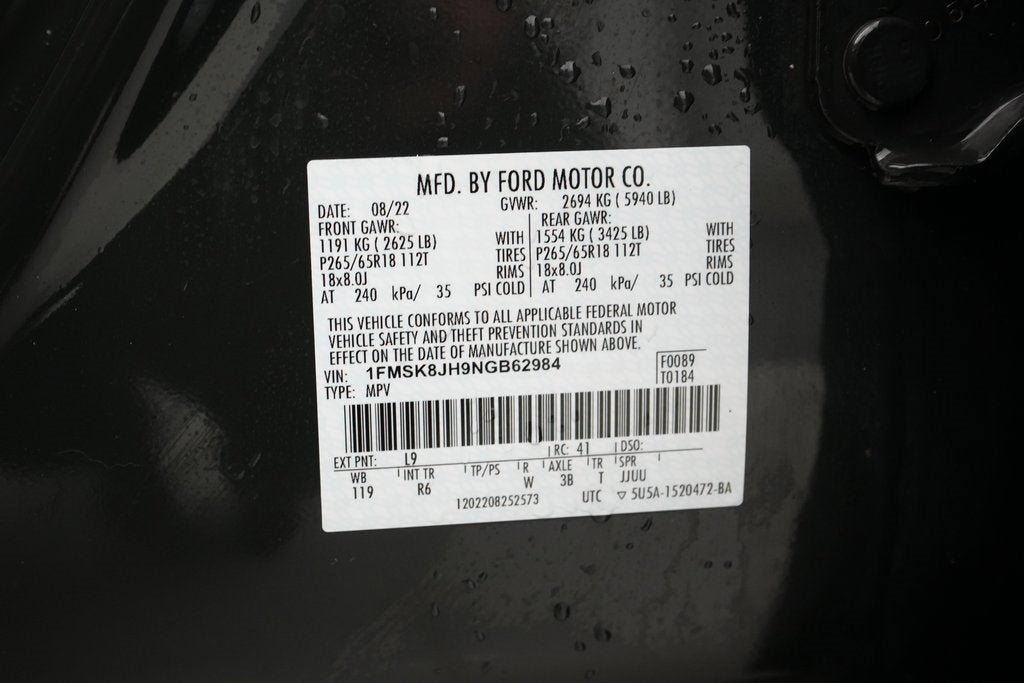 MFD. BY FORD MOTOR CO.
DATE: 08/22 GVWR: 2694 KG ( 5940 LB)
FRONT GAWR: REAR GAWR:
1191 KG ( 2625 LB) WITH 1554 KG ( 3425 LB) WITH
P265/65R18 112T TIRES P265/65R18 112T TIRES
18x8.0J RIMS 18x8.0J RIMS
AT 240 kPa/ 35 PSI COLD AT 240 kPa/ 35 PSI COLD
THIS VEHICLE CONFORMS TO ALL APPLICABLE FEDERAL MOTOR
VEHICLE SAFETY AND THEFT PREVENTION STANDARDS IN
EFFECT ON THE DATE OF MANUFACTURE SHOWN ABOVE.
VIN: 1FMSK8JH9NGB62984 F0089
TYPE: MPV T0184
EXT PNT: L9 RC: 41 DSO:
WB INT TR TP/PS R AXLE TR SPR
119 R6 W 3B T JJUU
1202208252573 UTC ▽ 5U5A-1520472-BA